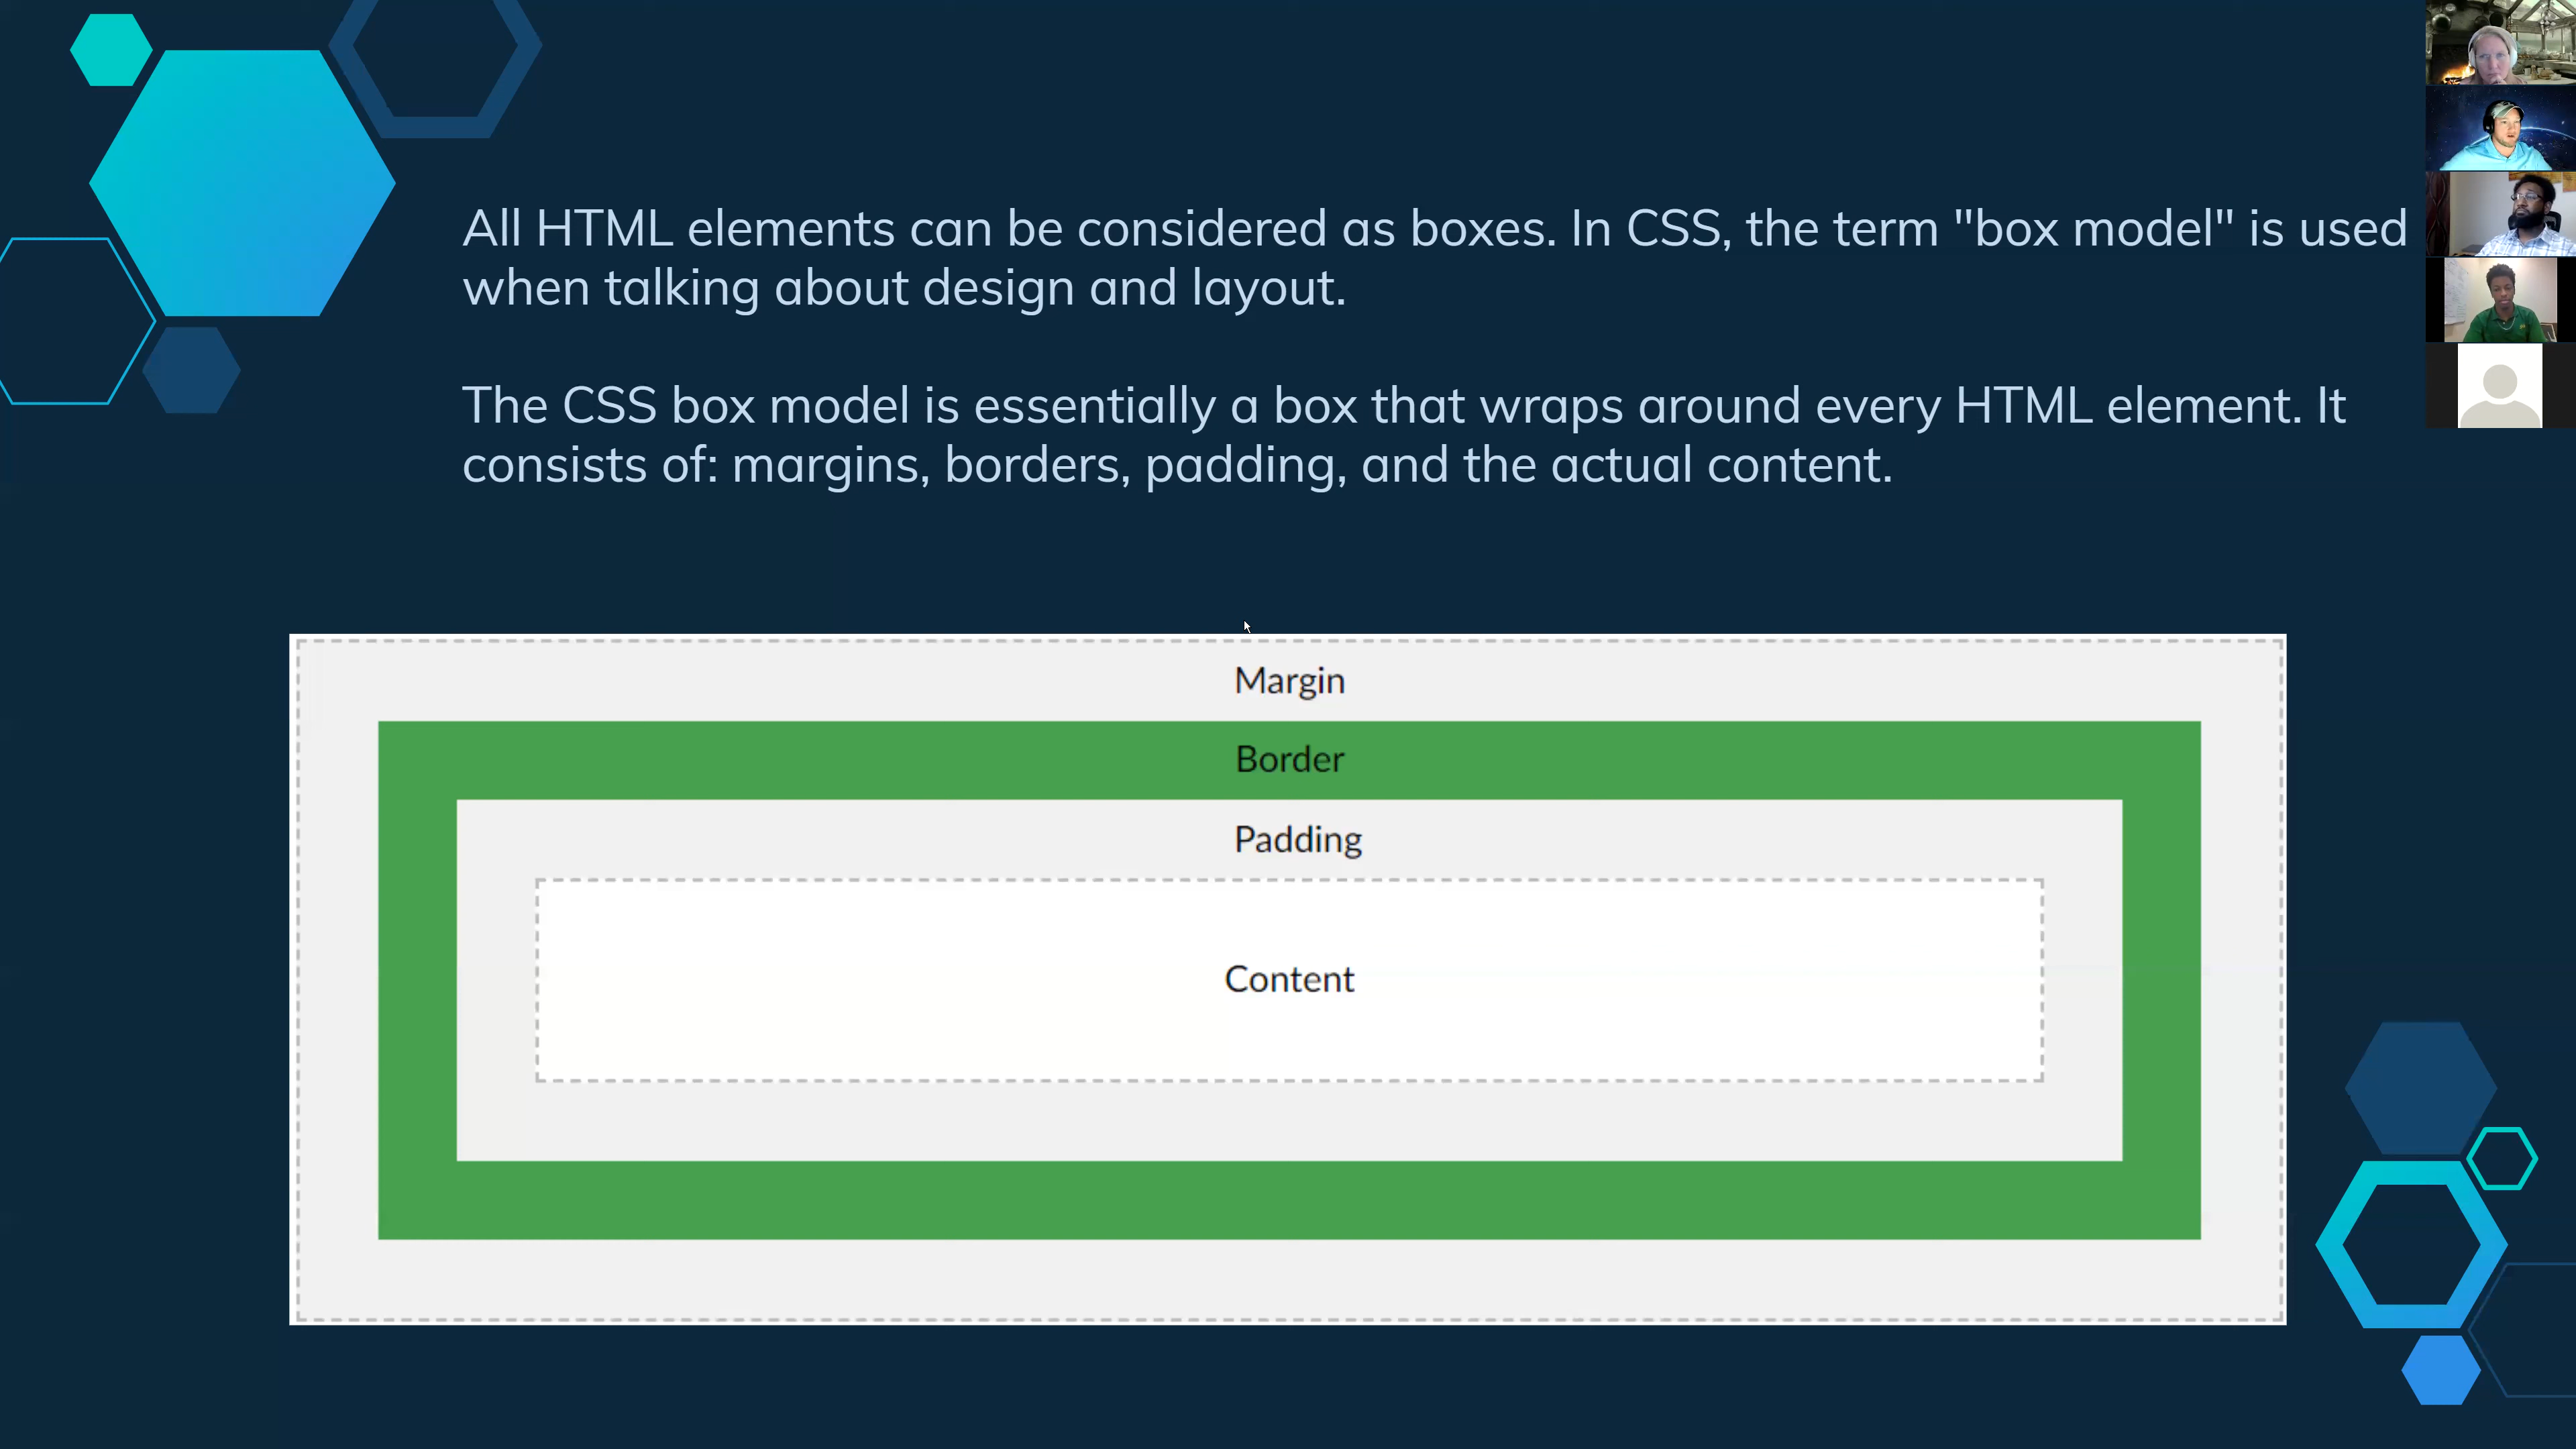 All HTML elements can be considered as boxes. In CSS, the term "box model" is used
when talking about design and layout.
The CSS box model is essentially a box that wraps around every HTML element. It
consists of: margins, borders, padding, and the actual content.
Margin
Border
Padding
Content